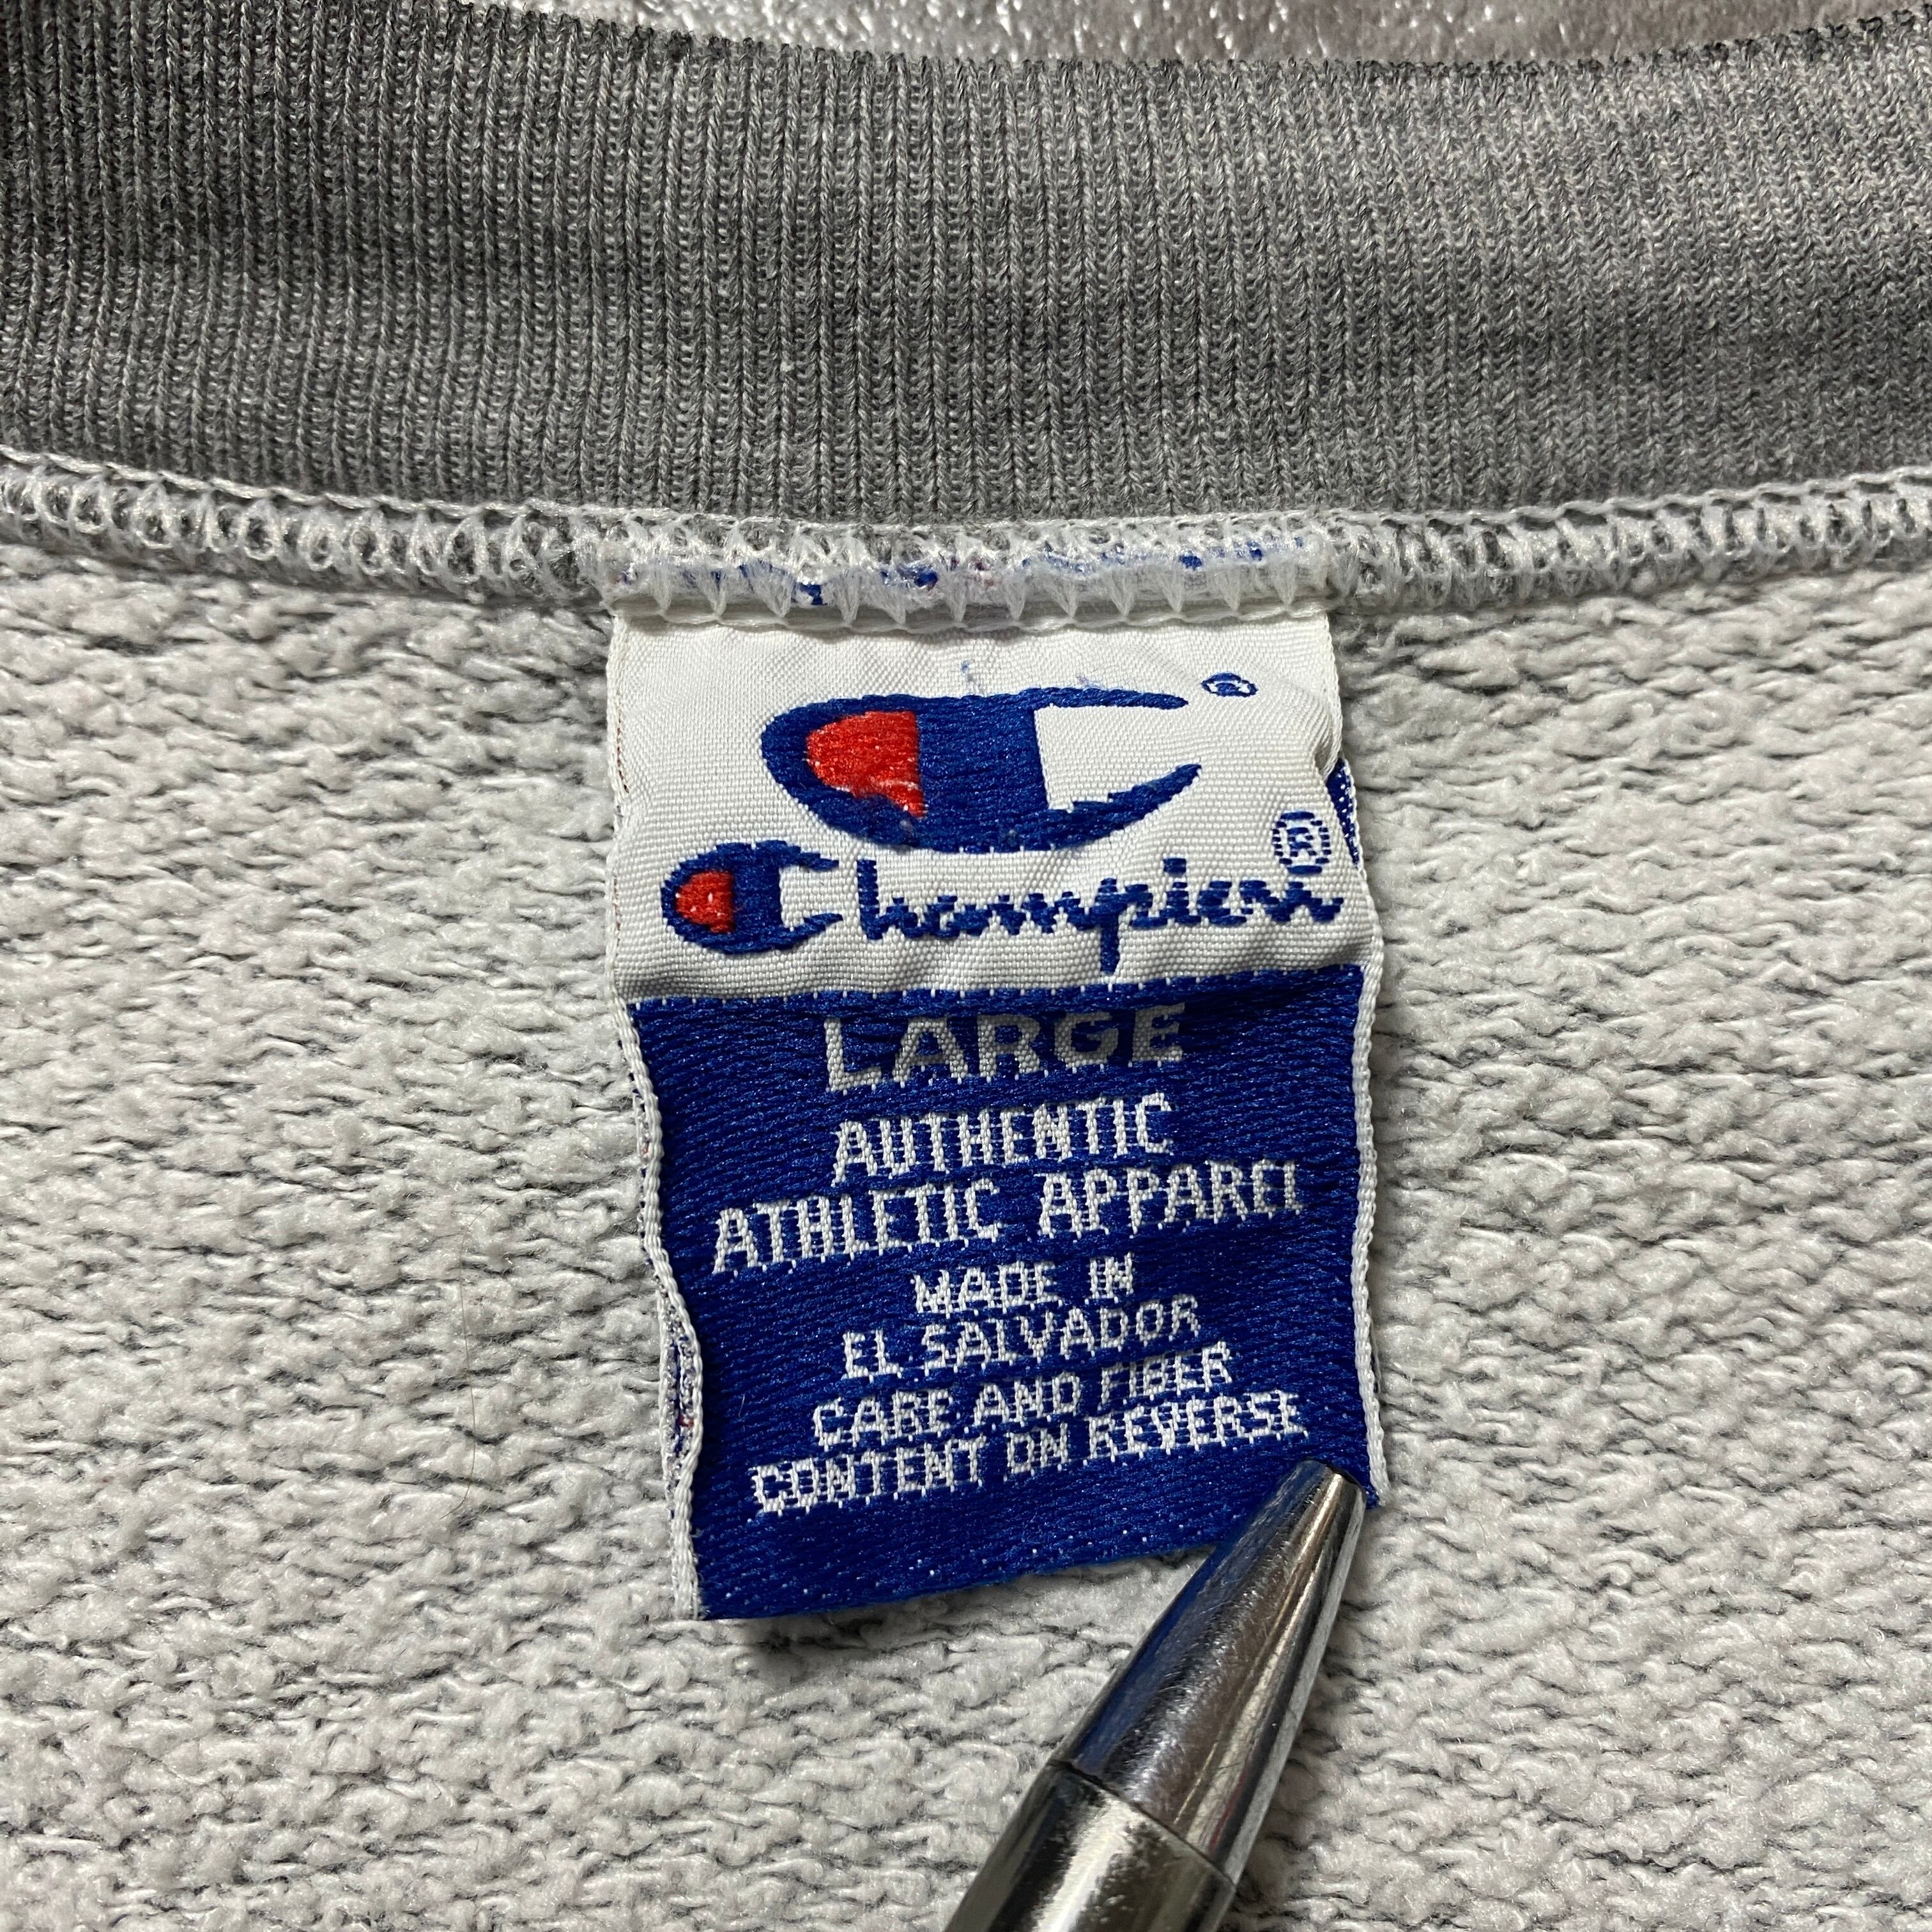 ®
Champion®
LARGE
AUTHENTIC
ATHLETIC APPAREL
MADE IN
EL SALVADOR
CARE AND FIBER
CONTENT ON REVERSE